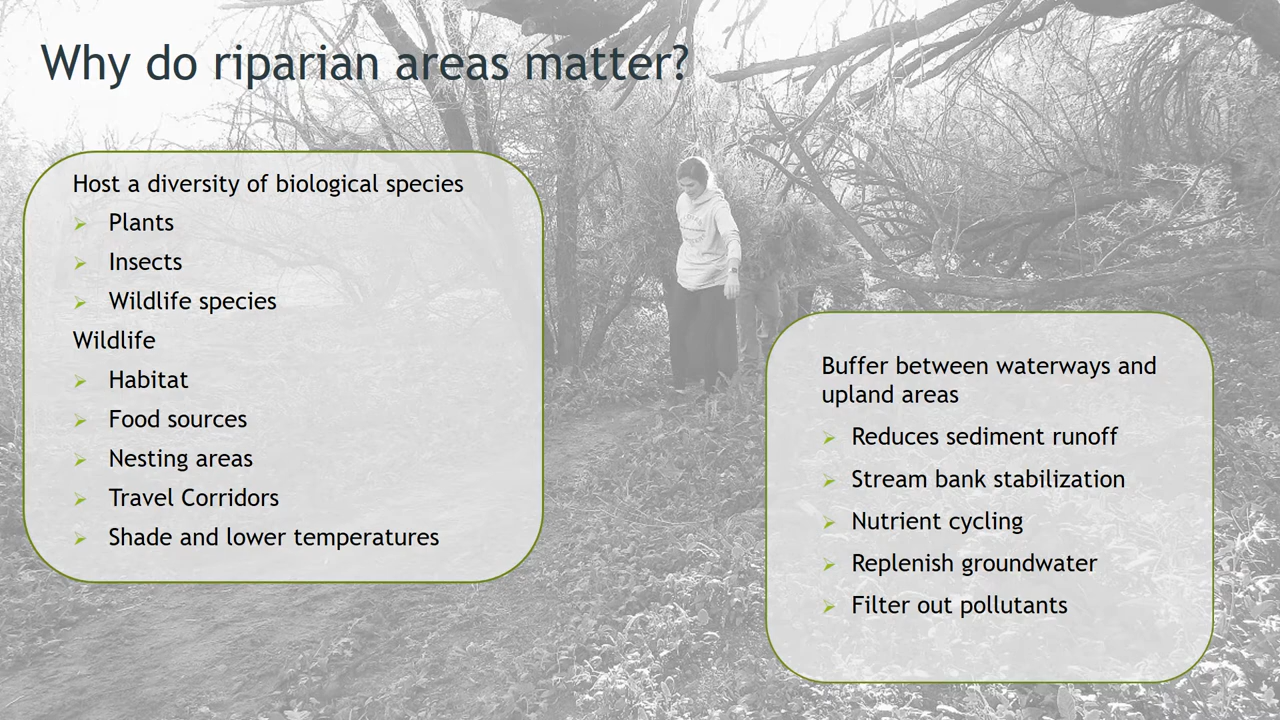 Why do riparian areas matter?
Host a diversity of biological species
Plants
Insects
Wildlife species
Wildlife
Habitat
Food sources
Nesting areas
Travel Corridors
Shade and lower temperatures
Buffer between waterways and
upland areas
Reduces sediment runoff
Stream bank stabilization
Nutrient cycling
Replenish groundwater
Filter out pollutants